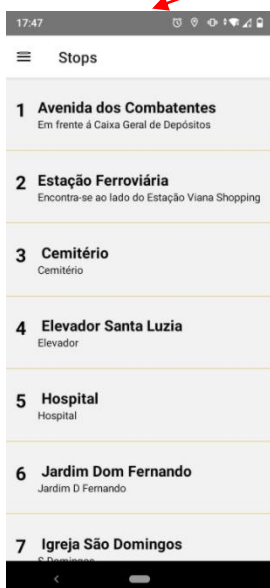 17:47
Stops
1 Avenida dos Combatentes
Em frente á Caixa Geral de Depósitos
2 Estação Ferroviária
Encontra-se ao lado do Estação Viana Shopping
3 Cemitério
Cemitério
4 Elevador Santa Luzia
Elevador
5 Hospital
Hospital
6 Jardim Dom Fernando
Jardim D Fernando
7 Igreja São Domingos
S Domingos